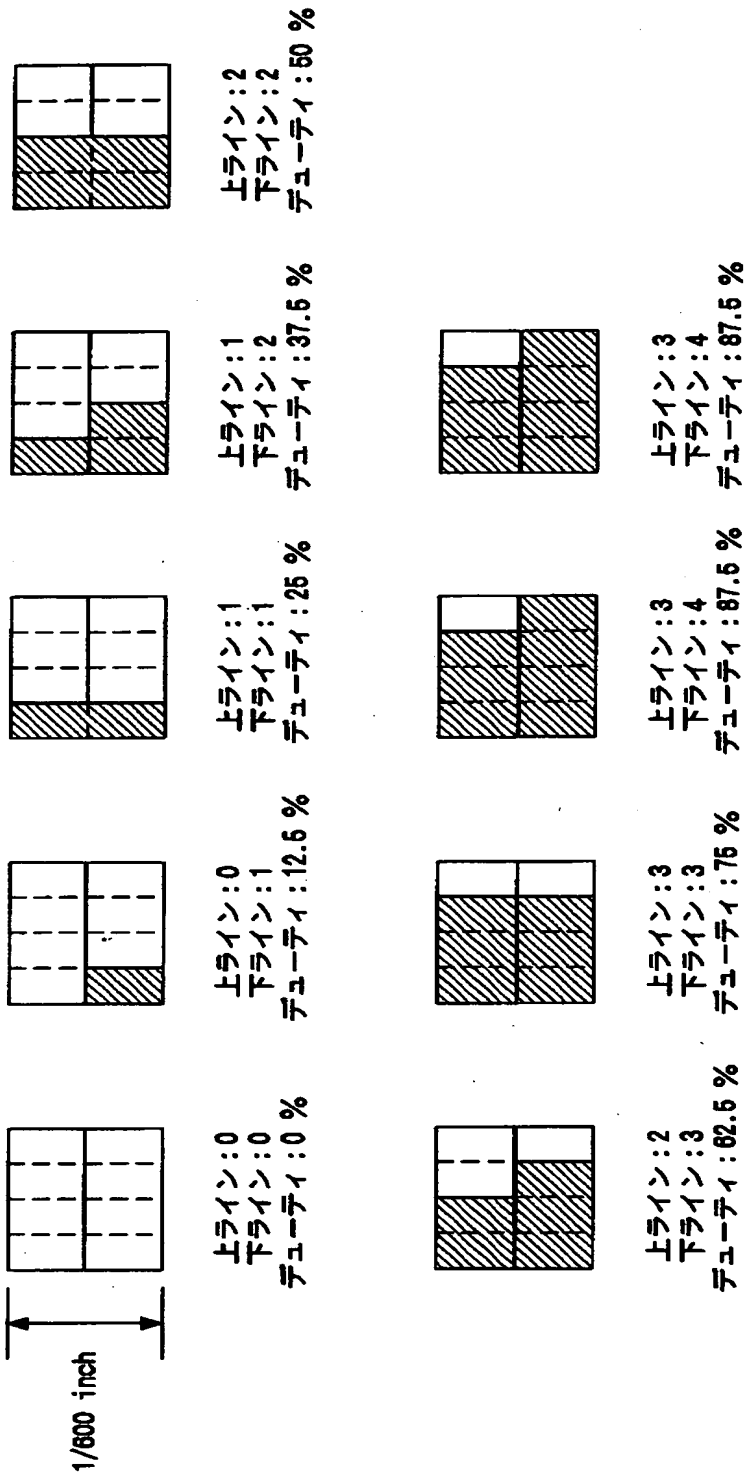 1/600 inch
上ライン:0
下ライン:0
デューティ:0 %
上ライン:0
下ライン:1
デューティ:12.5 %
上ライン:1
下ライン:1
デューティ:25 %
上ライン:1
下ライン:2
デューティ:37.5 %
上ライン:2
下ライン:2
デューティ:50 %
上ライン:2
下ライン:3
デューティ:62.5 %
上ライン:3
下ライン:3
デューティ:75 %
上ライン:3
下ライン:4
デューティ:87.5 %
上ライン:3
下ライン:4
デューティ:87.5 %